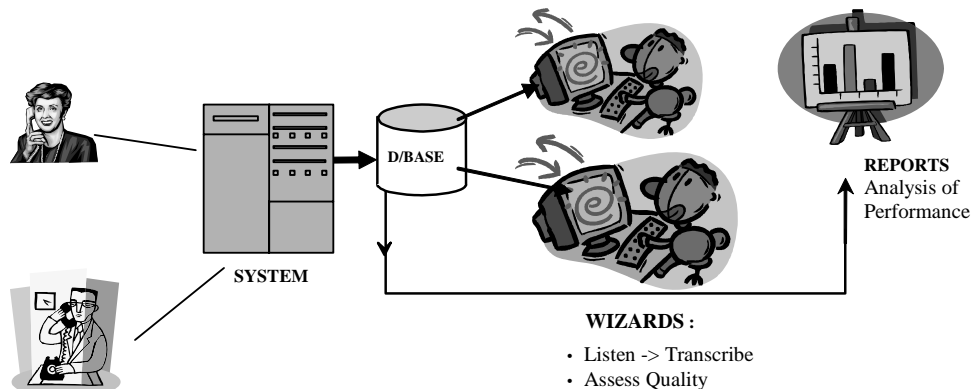 D/BASE
REPORTS
Analysis of
Performance
SYSTEM
WIZARDS :
• Listen -> Transcribe
• Assess Quality